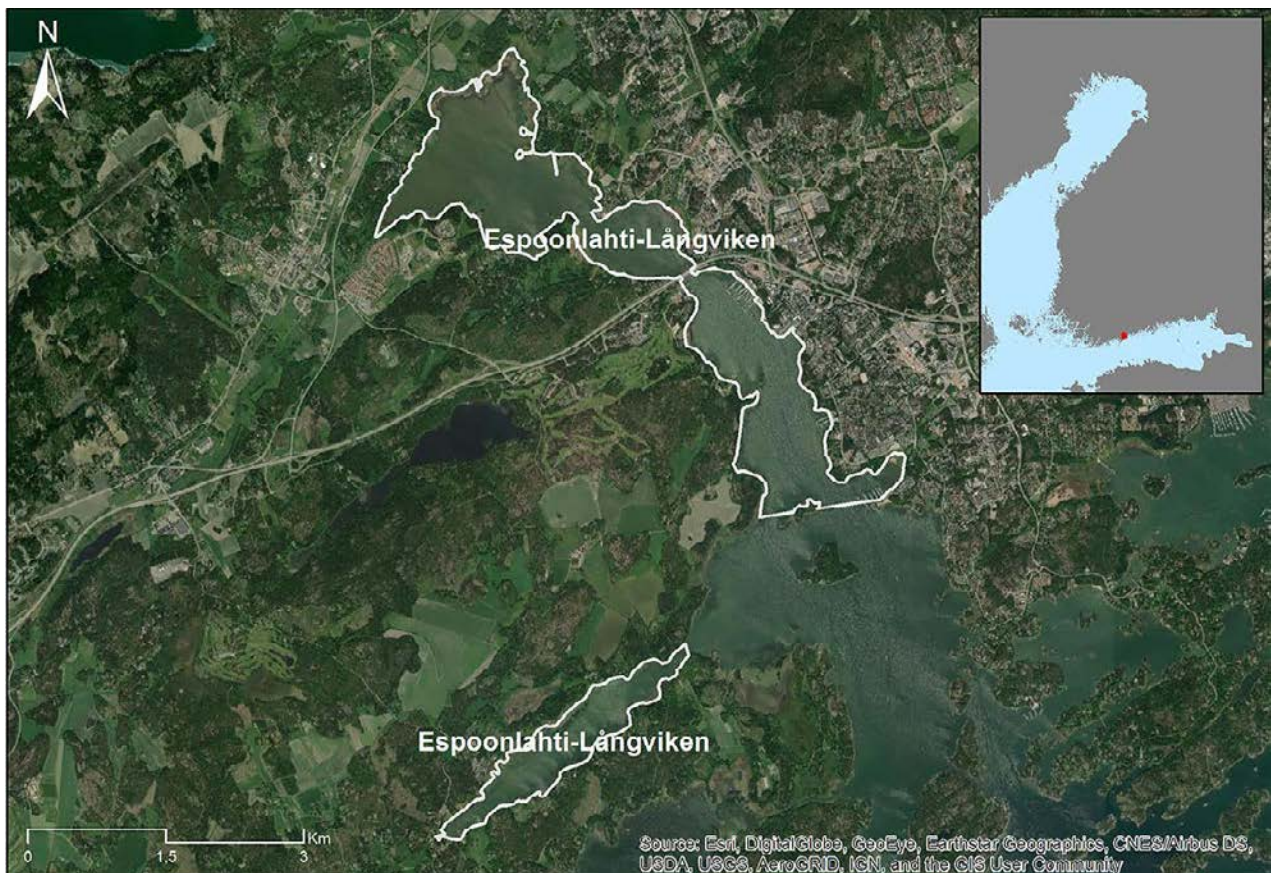 N
Espoonlahti-Långviken
Espoonlahti-Långviken
Km
0 1.5 3
Source: Esri, DigitalGlobe, GeoEye, Earthstar Geographics, CNES/Airbus DS,
USDA, USGS, AeroGRID, IGN, and the GIS User Community